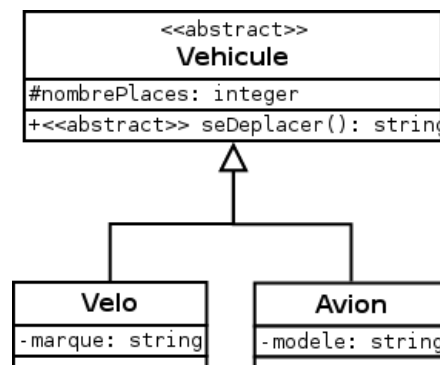 <<abstract>>
Vehicule
#nombrePlaces: integer
+<<abstract>> seDeplacer(): string
Velo
Avion
-marque: string
-modele: string